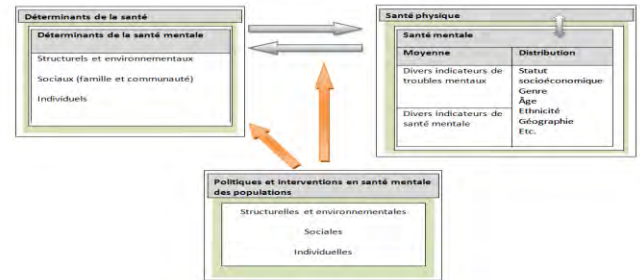 Déterminants de la santé
Déterminants de la santé mentale
Structurels et environnementaux
Sociaux (famille et communauté)
Individuels
Santé physique
Santé mentale
Moyenne
Distribution
Divers indicateurs de
troubles mentaux
Divers indicateurs de
santé mentale
Statut
socioéconomique
Genre
Âge
Ethnicité
Géographie
Etc.
Politiques et interventions en santé mentale
des populations
Structurelles et environnementales
Sociales
Individuelles